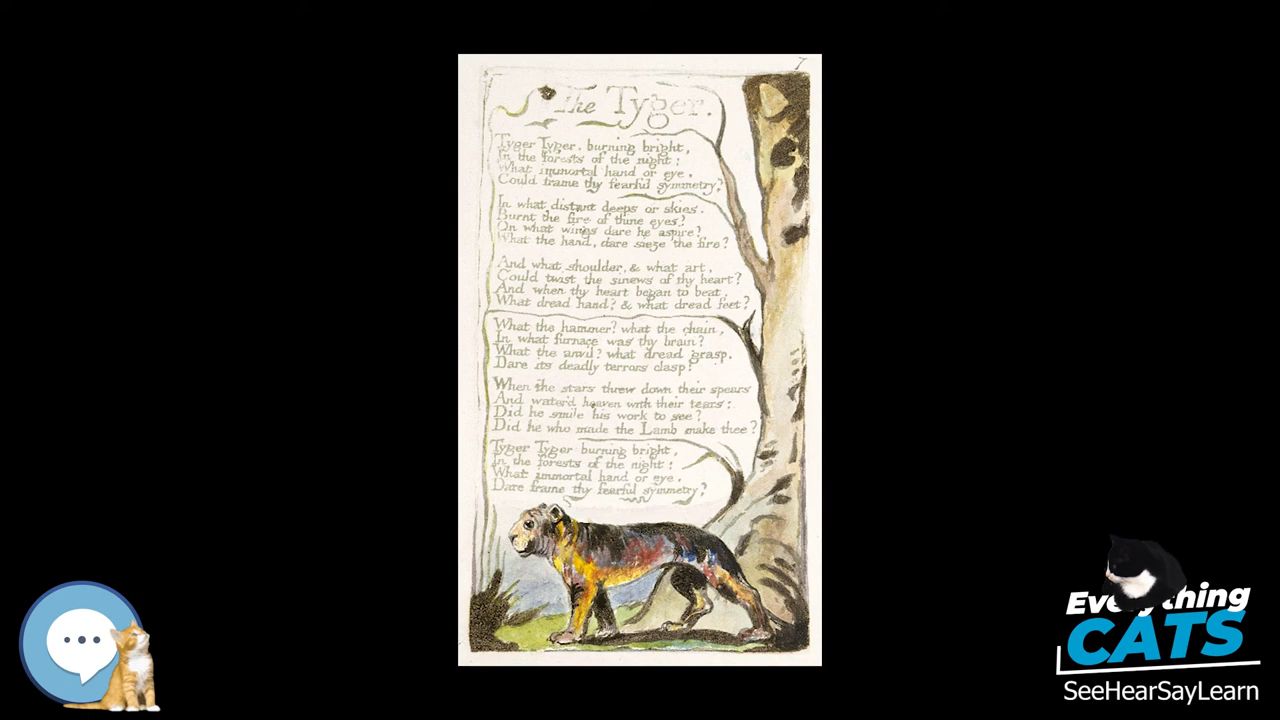 7
The Tyger.
Tyger Tyger. burning bright,
In the forests of the night:
What immortal hand or eye.
Could frame thy fearful symmetry?
In what distant deeps or skies.
Burnt the fire of thine eyes?
On what wings dare he aspire?
What the hand, dare sieze the fire?
And what shoulder, & what art,
Could twist the sinews of thy heart?
And when thy heart began to beat,
What dread hand? & what dread feet?
What the hammer? what the chain,
In what furnace was thy brain?
What the anvil? what dread grasp.
Dare its deadly terrors clasp!
When the stars threw down their spears
And water'd heaven with their tears:
Did he smile his work to see?
Did he who made the Lamb make thee?
Tyger Tyger burning bright,
In the forests of the night:
What immortal hand or eye.
Dare frame thy fearful symmetry?
Everything
CATS
SeeHearSayLearn